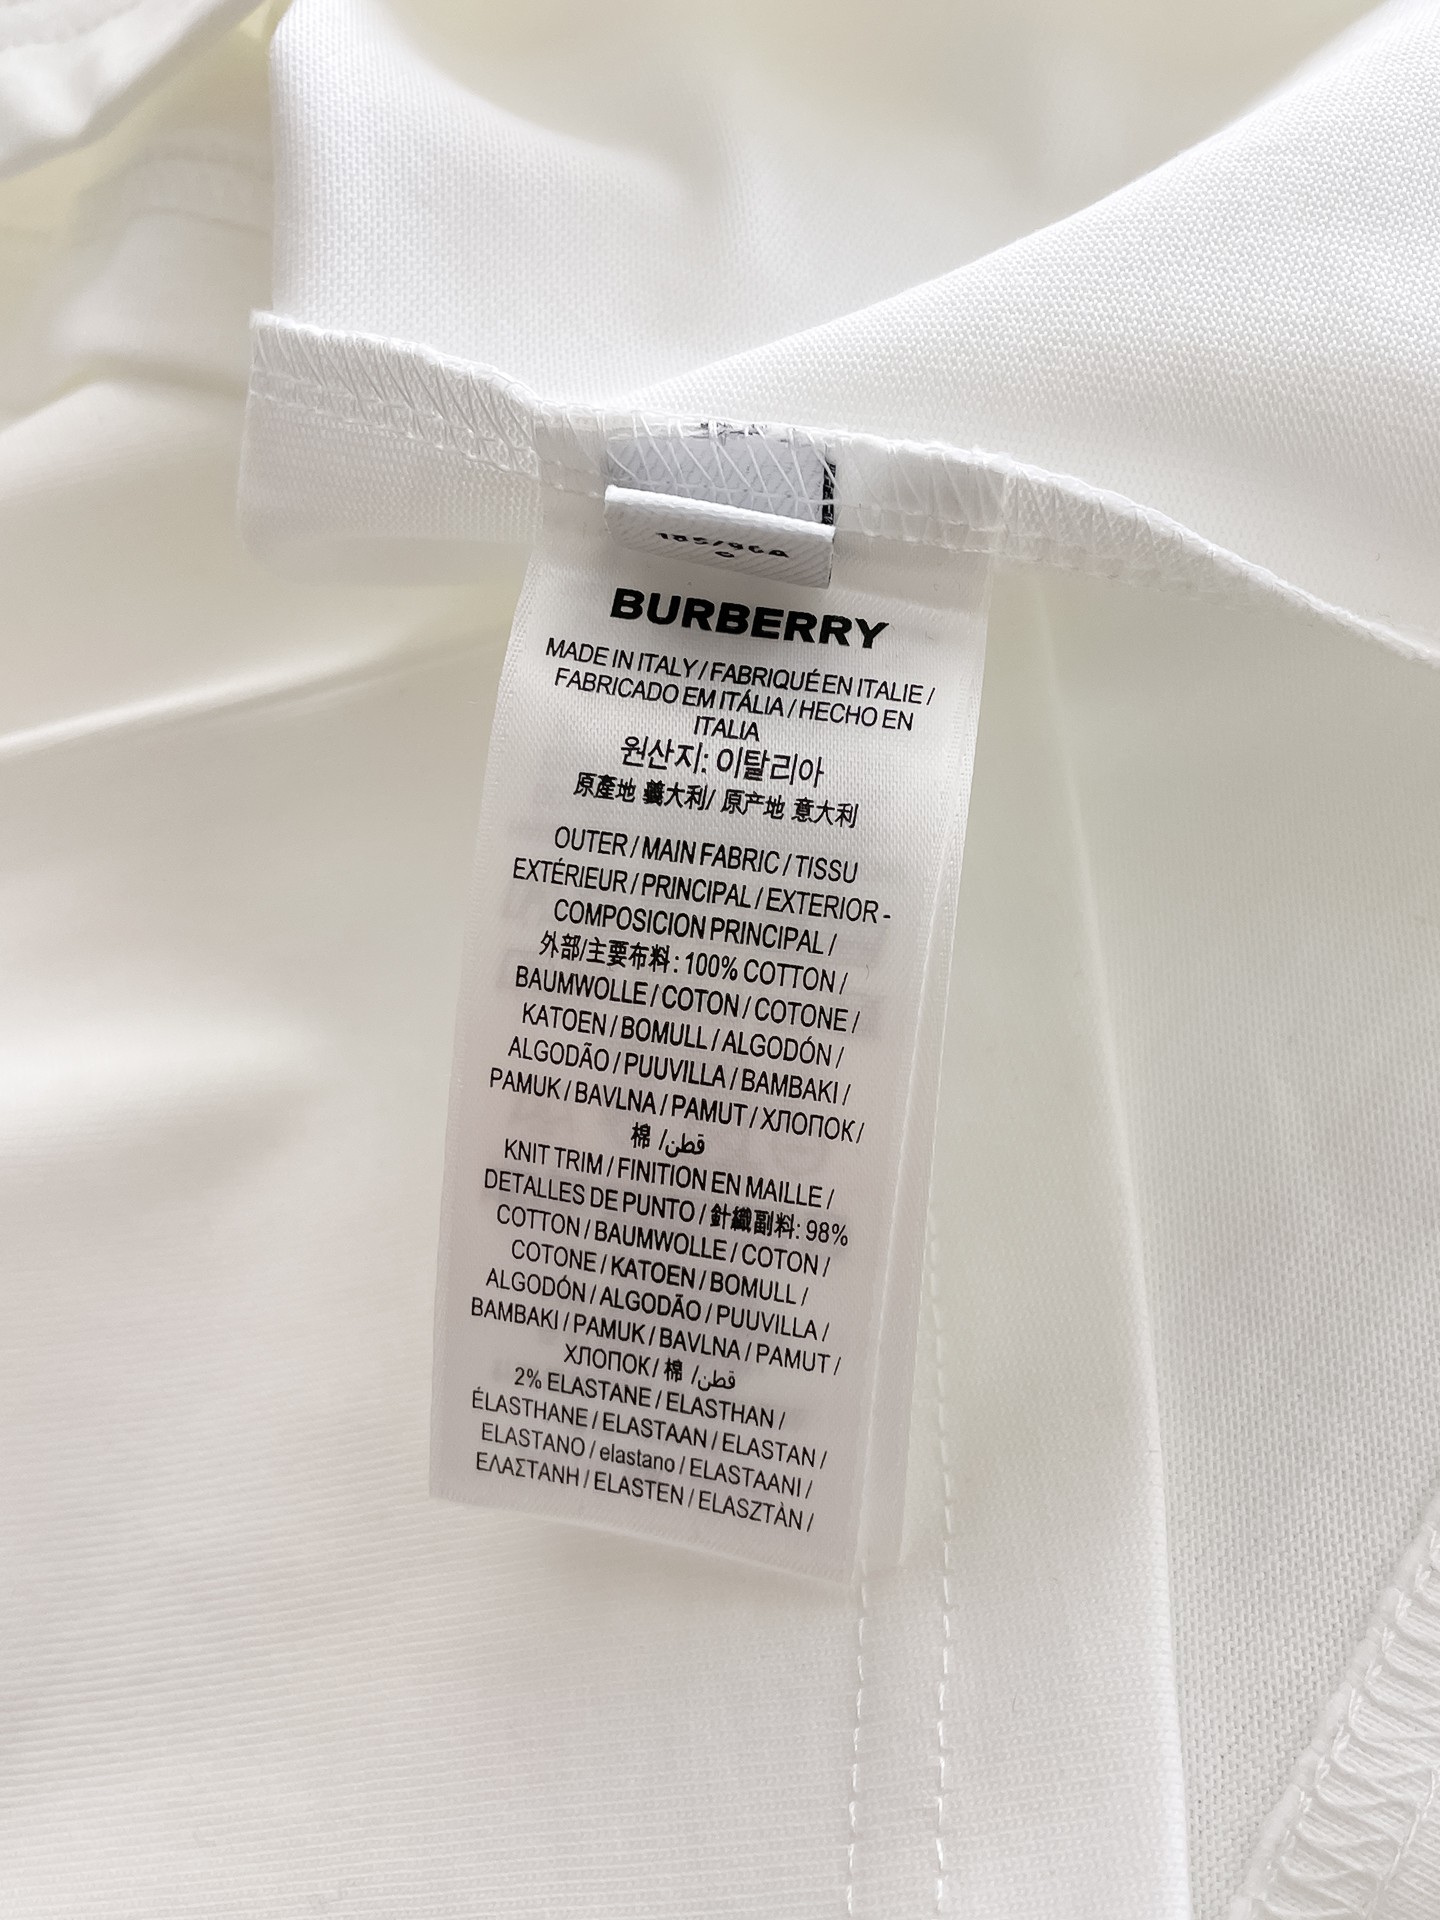 BURBERRY
MADE IN ITALY / FABRIQUÉ EN ITALIE /
FABRICADO EM ITÁLIA / HECHO EN
ITALIA
원산지: 이탈리아
原產地 義大利/ 原产地 意大利
OUTER / MAIN FABRIC / TISSU
EXTÉRIEUR / PRINCIPAL / EXTERIOR -
COMPOSICION PRINCIPAL /
外部/主要布料: 100% COTTON /
BAUMWOLLE / COTON / COTONE /
KATOEN / BOMULL / ALGODÓN /
ALGODÃO / PUUVILLA / BAMBAKI /
PAMUK / BAVLNA / PAMUT / ХЛОПОК /
棉 /قطن
KNIT TRIM / FINITION EN MAILLE /
DETALLES DE PUNTO / 針織副料: 98%
COTTON / BAUMWOLLE / COTON /
COTONE / KATOEN / BOMULL /
ALGODÓN / ALGODÃO / PUUVILLA /
BAMBAKI / PAMUK / BAVLNA / PAMUT /
ХЛОПОК / 棉 /قطن
2% ELASTANE / ELASTHAN /
ÉLASTHANE / ELASTAAN / ELASTAN /
ELASTANO / elastano / ELASTAANI /
ΕΛΑΣΤΑΝΗ / ELASTEN / ELASZTÀN /